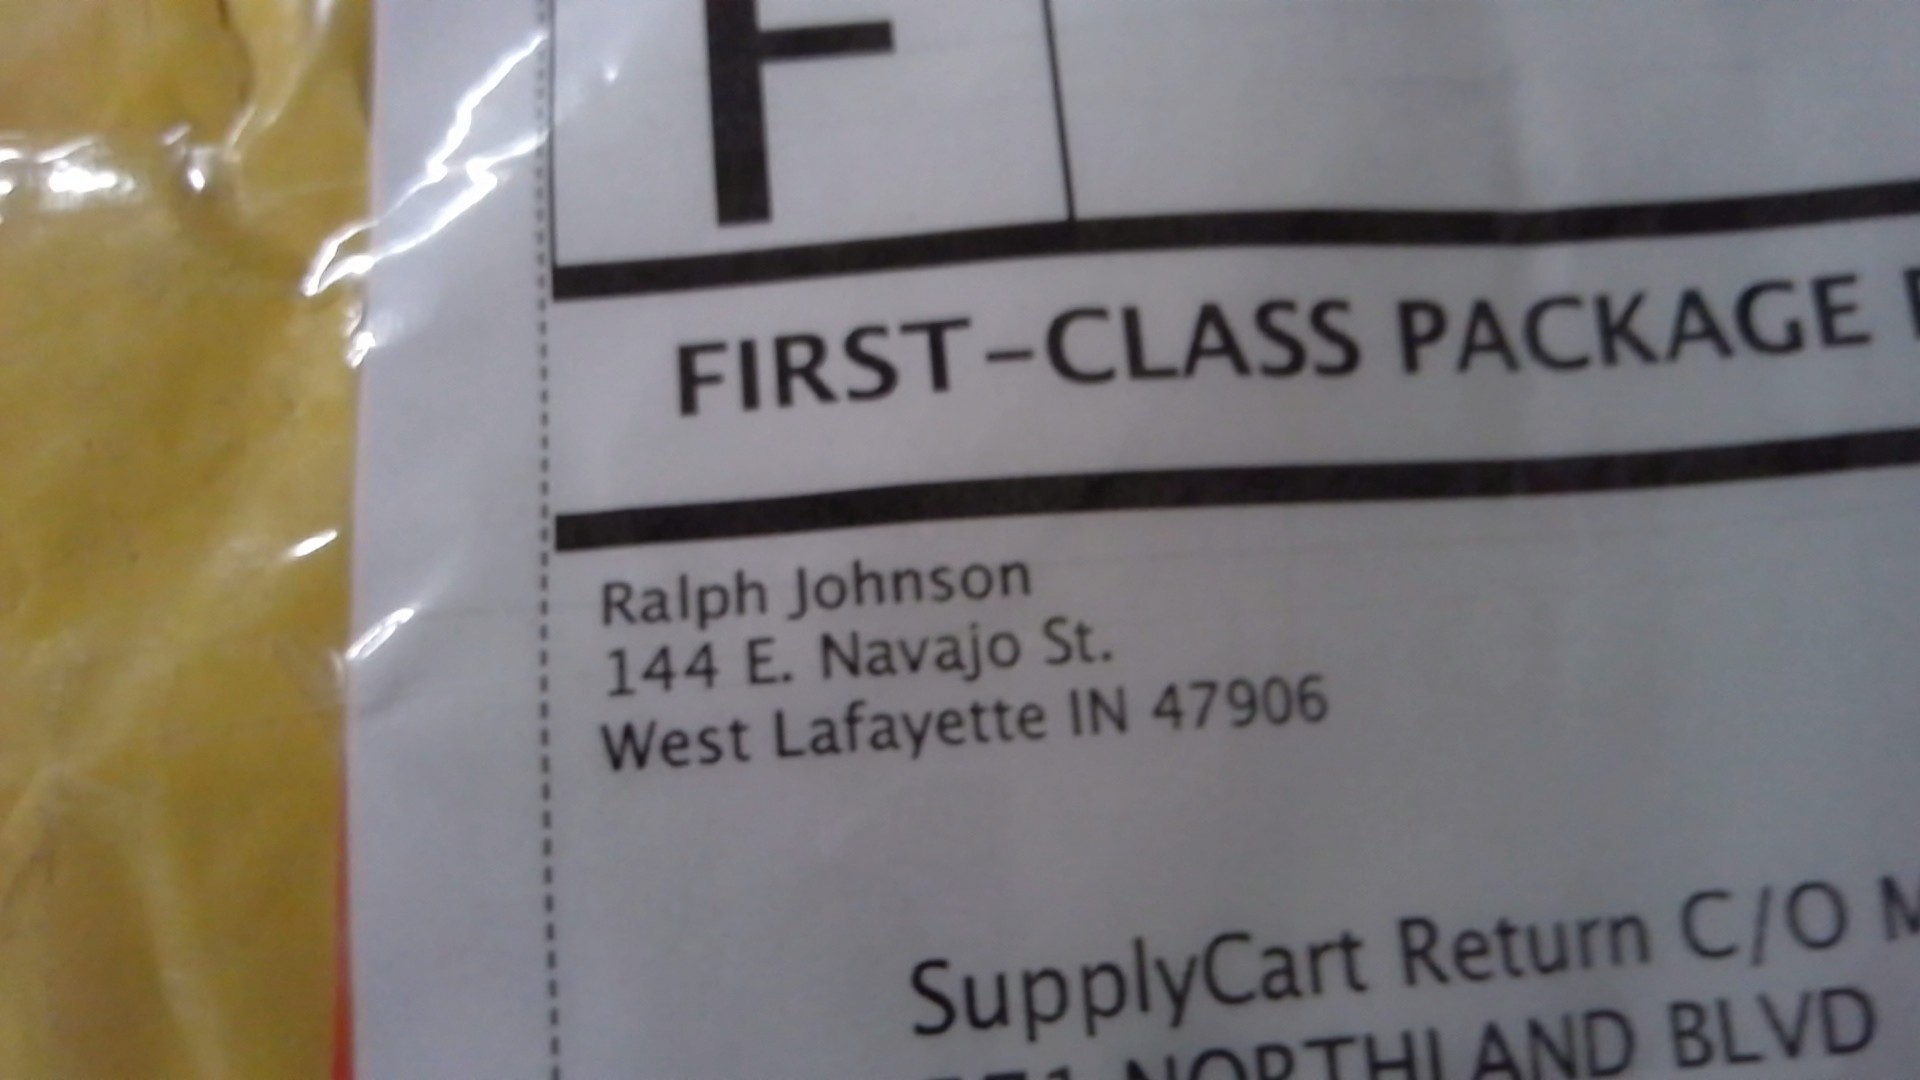 F
FIRST-CLASS PACKAGE
Ralph Johnson
144 E. Navajo St.
West Lafayette IN 47906
SupplyCart Return C/O
NORTHLAND BLVD